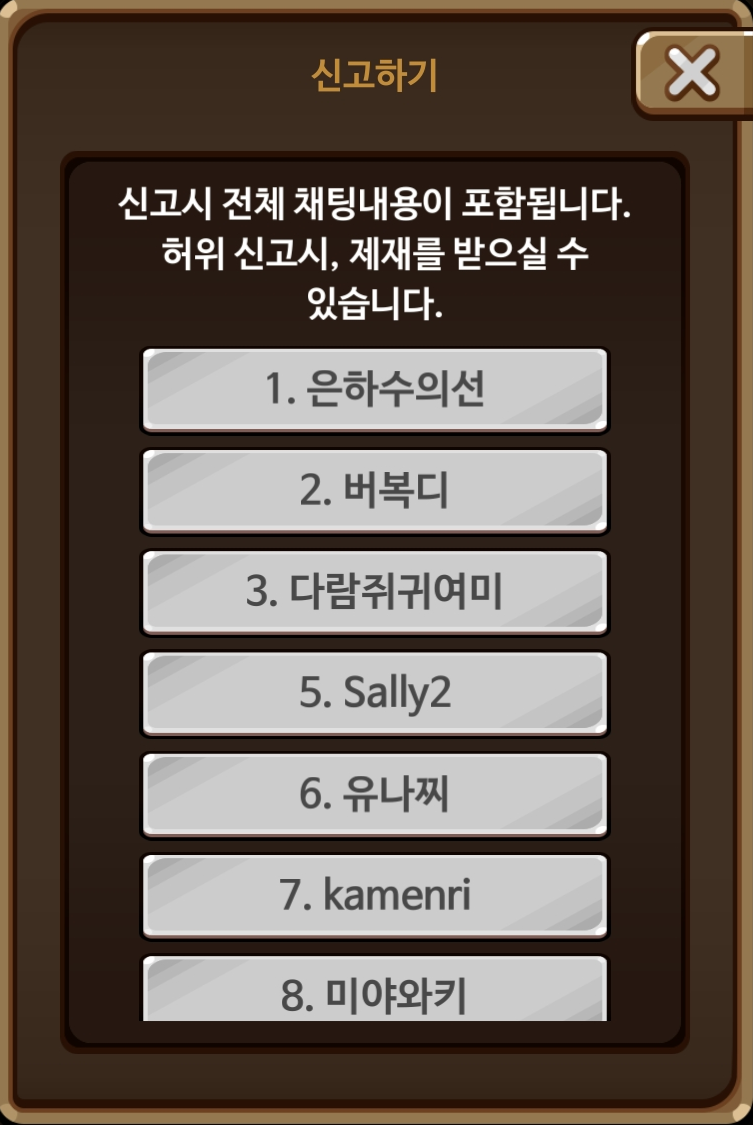 신고하기
신고시 전체 채팅내용이 포함됩니다.
허위 신고시, 제재를 받으실 수
있습니다.
1. 은하수의선
2. 버복디
3. 다람쥐귀여미
5. Sally2
6. 유나찌
7. kamenri
8. 미야와키